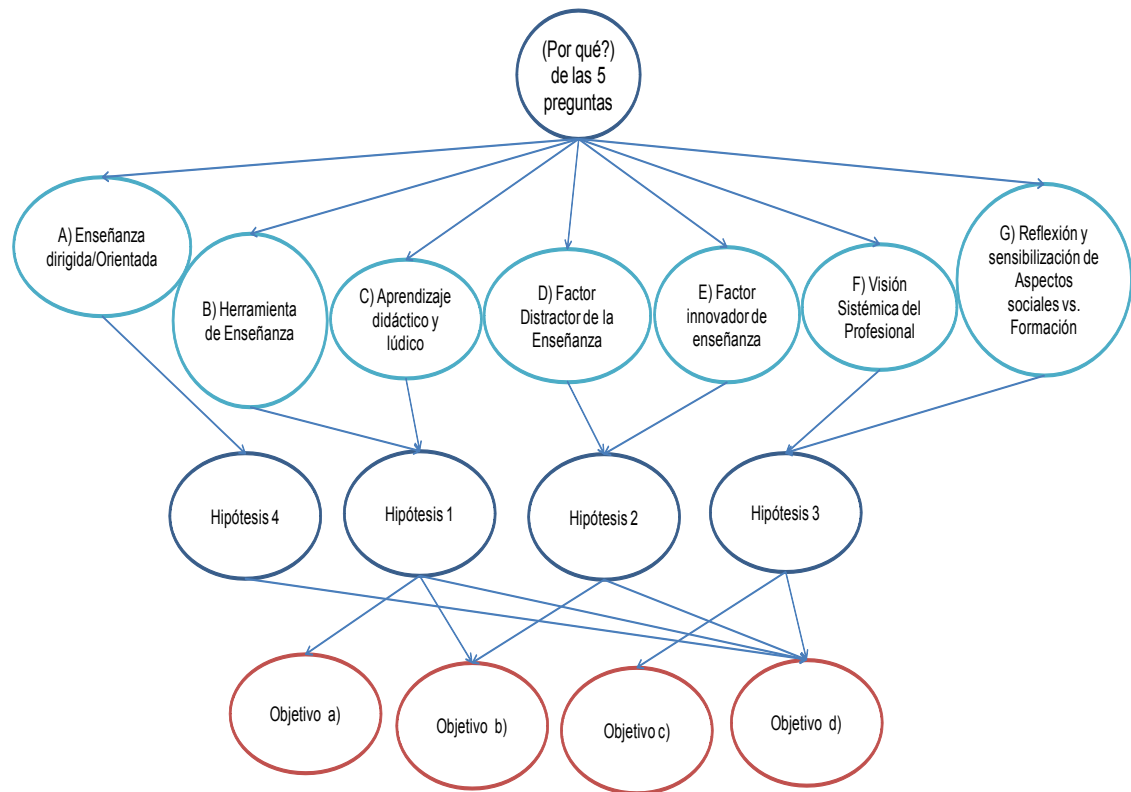 (Por qué?)
de las 5
preguntas
A) Enseñanza
dirigida/Orientada
B) Herramienta
de Enseñanza
C) Aprendizaje
didáctico y
lúdico
D) Factor
Distractor de la
Enseñanza
E) Factor
innovador de
enseñanza
F) Visión
Sistémica del
Profesional
G) Reflexión y
sensibilización de
Aspectos
sociales vs.
Formación
Hipótesis 4
Hipótesis 1
Hipótesis 2
Hipótesis 3
Objetivo a)
Objetivo b)
Objetivo c)
Objetivo d)